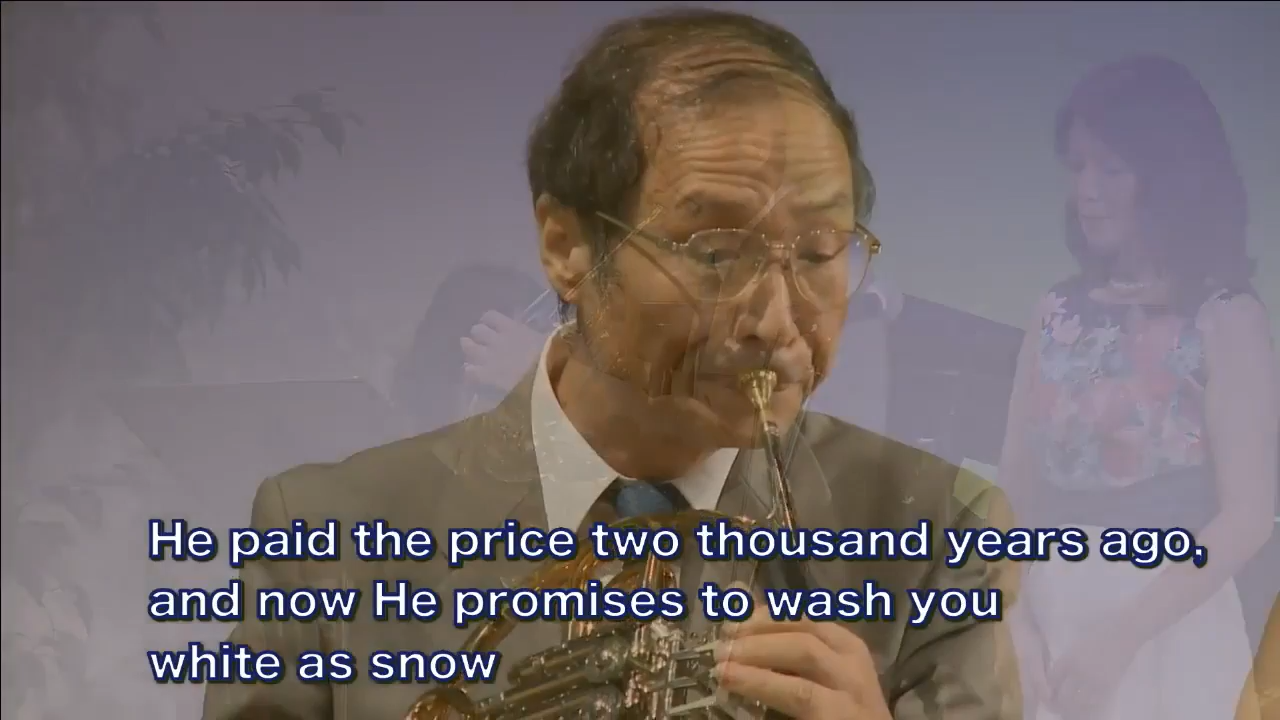 He paid the price two thousand years ago,
and now He promises to wash you
white as snow